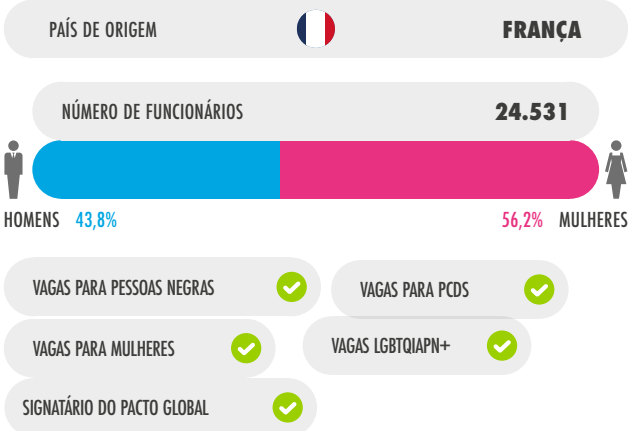 PAÍS DE ORIGEM FRANÇA
NÚMERO DE FUNCIONÁRIOS 24.531
HOMENS 43,8% 56,2% MULHERES
VAGAS PARA PESSOAS NEGRAS VAGAS PARA PCDS
VAGAS PARA MULHERES VAGAS LGBTQIAPN+
SIGNATÁRIO DO PACTO GLOBAL